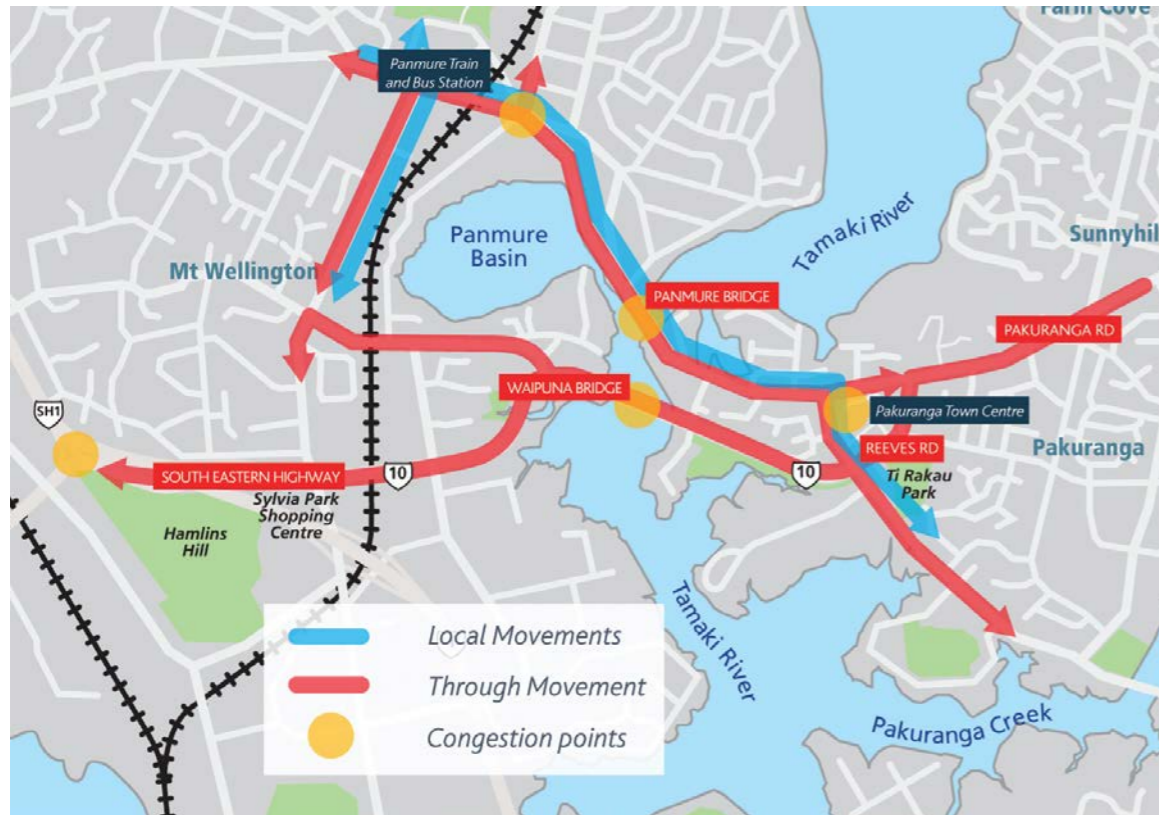 Farm Cove
Panmure Train
and Bus Station
Tamaki River
Panmure
Basin
Sunnyhil
Mt Wellington
PANMURE BRIDGE
PAKURANGA RD
WAIPUNA BRIDGE
SH1
Pakuranga Town Centre
REEVES RD
Pakuranga
SOUTH EASTERN HIGHWAY
10
10
Ti Rakau
Park
Sylvia Park
Shopping
Centre
Hamlins
Hill
Tamaki River
Local Movements
Through Movement
Congestion points
Pakuranga Creek